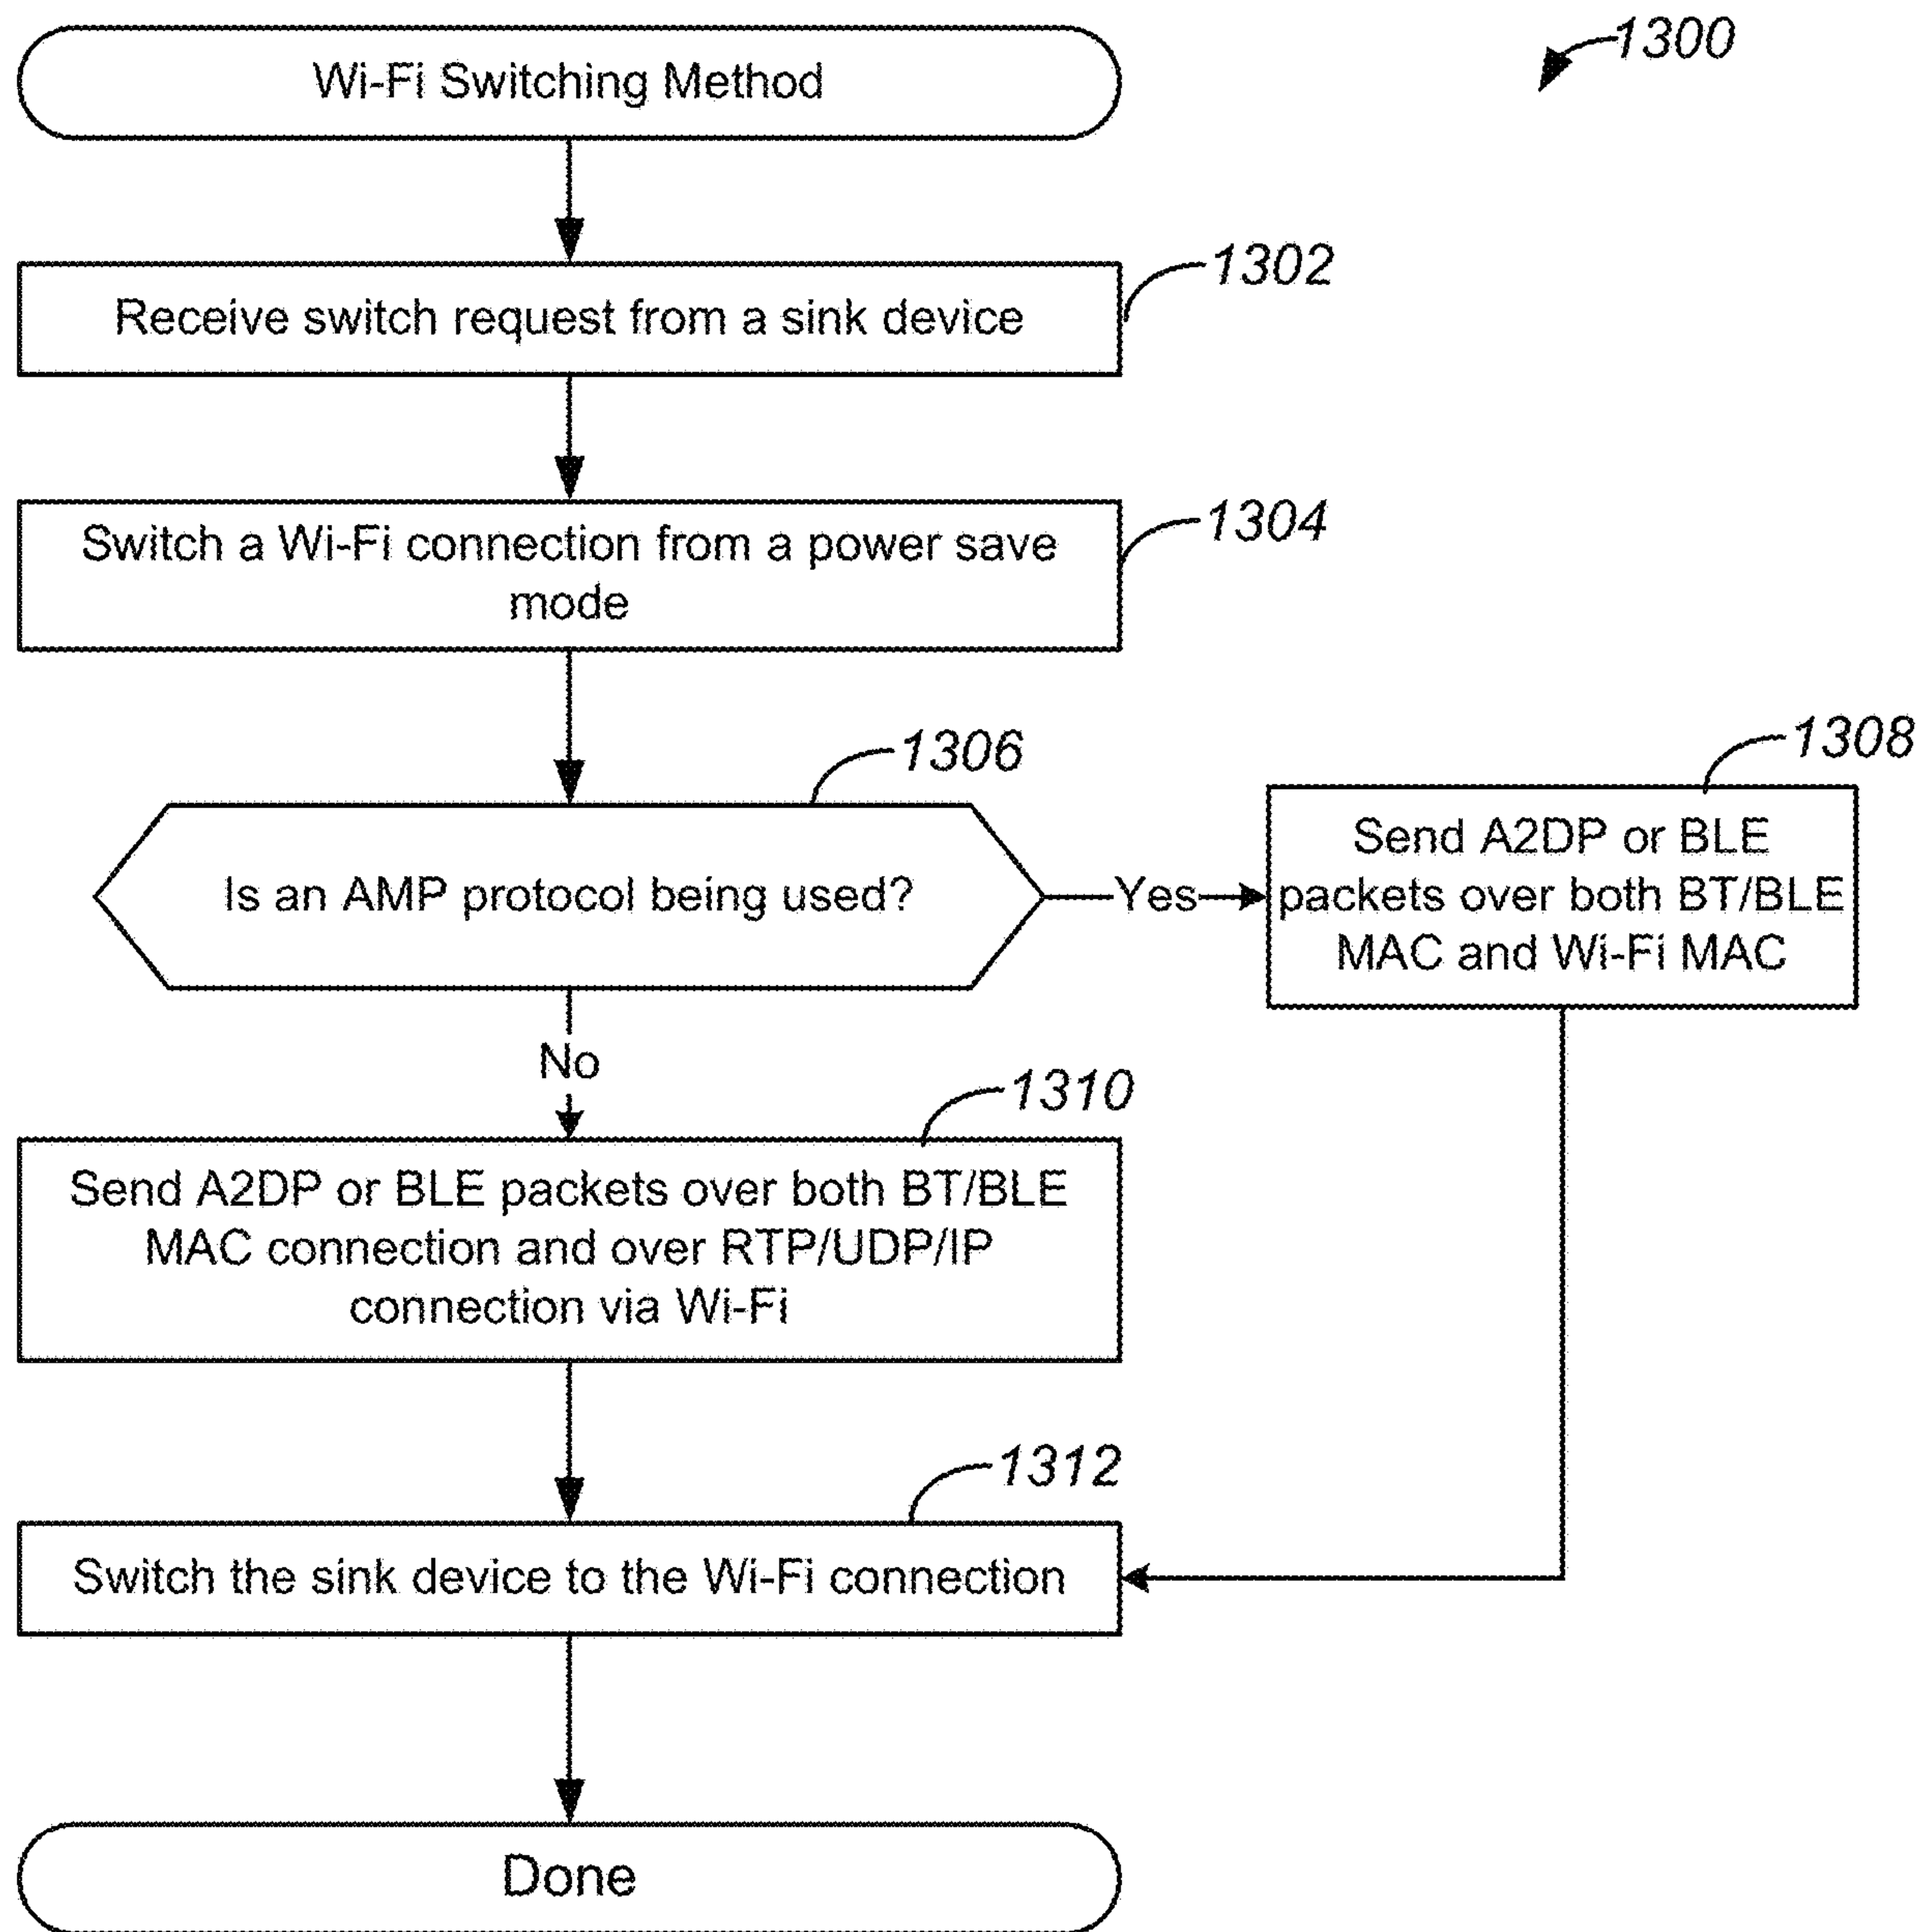 Wi-Fi Switching Method
1300
Receive switch request from a sink device
1302
Switch a Wi-Fi connection from a power save
mode
1304
1306
Is an AMP protocol being used?
Yes
1308
Send A2DP or BLE
packets over both BT/BLE
MAC and Wi-Fi MAC
No
1310
Send A2DP or BLE packets over both BT/BLE
MAC connection and over RTP/UDP/IP
connection via Wi-Fi
1312
Switch the sink device to the Wi-Fi connection
Done